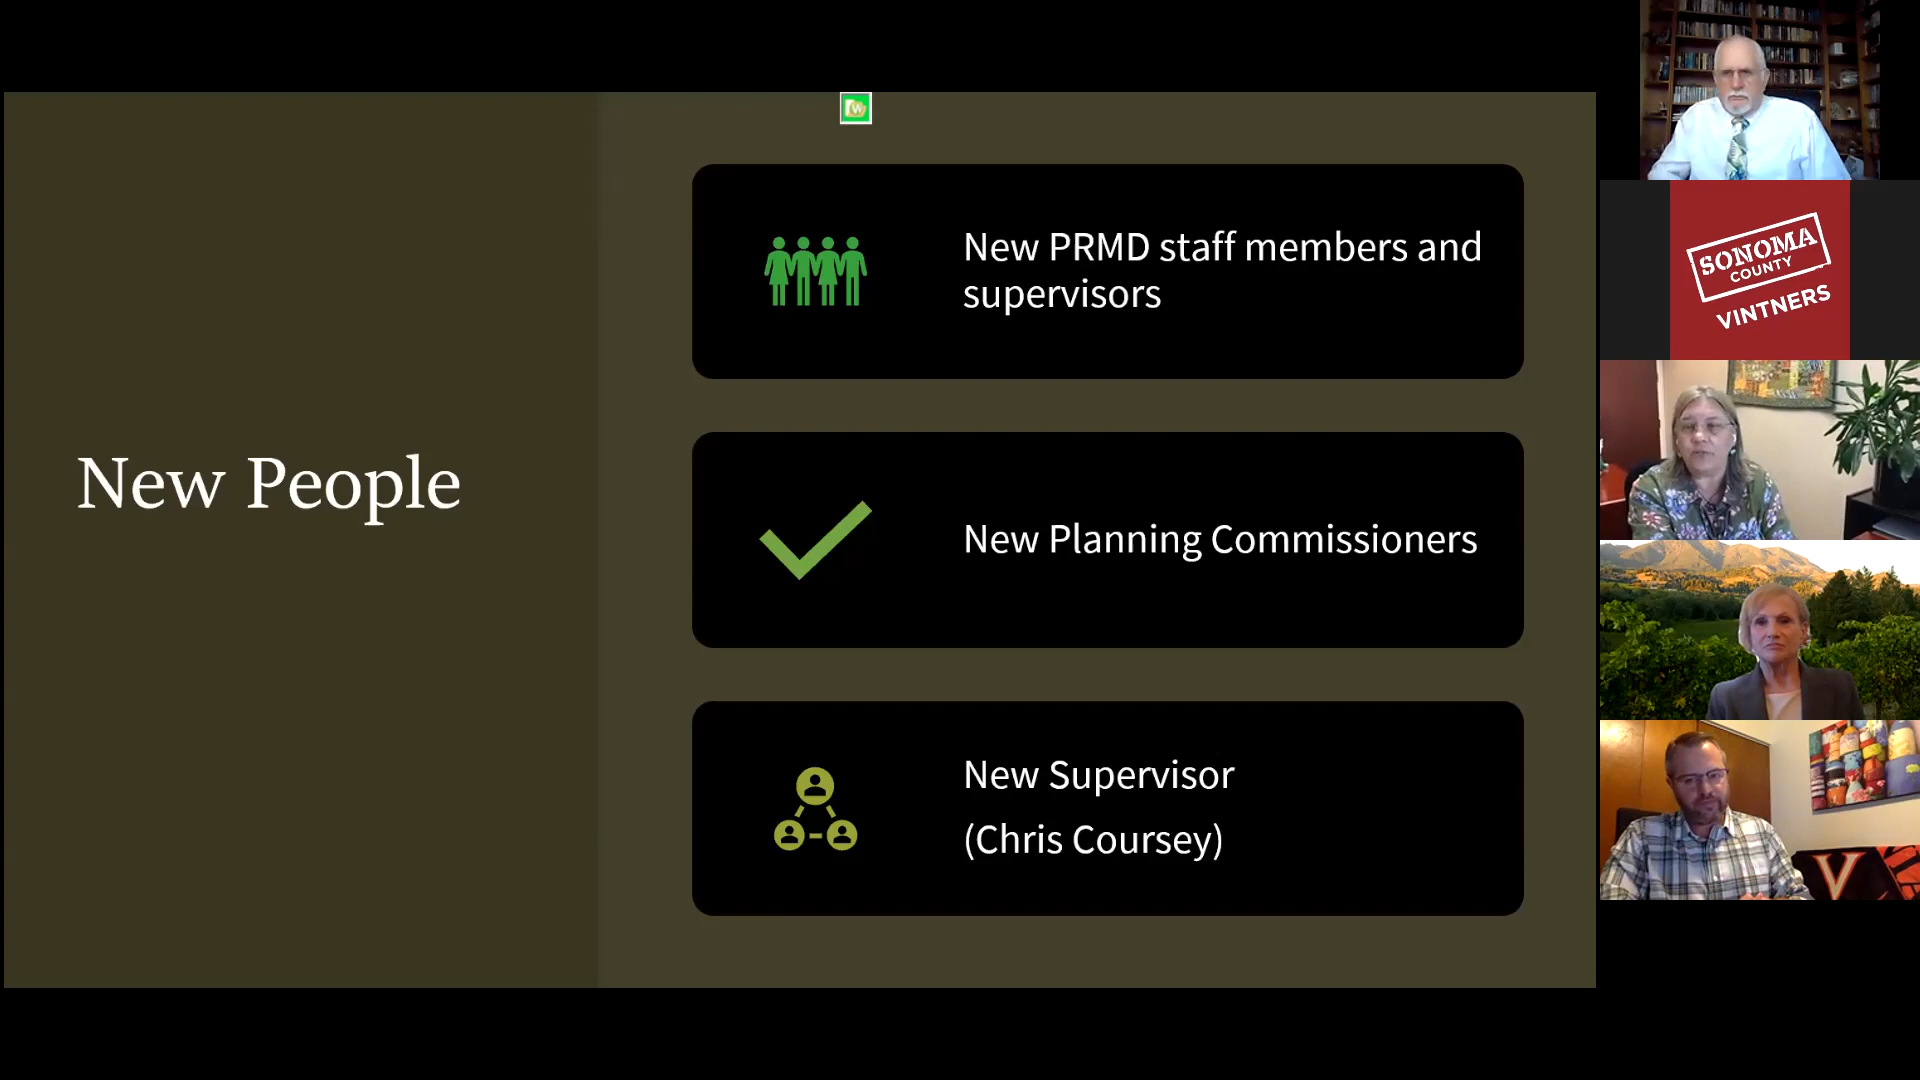 New People
New PRMD staff members and
supervisors
New Planning Commissioners
New Supervisor
(Chris Coursey)
SONOMA
COUNTY
VINTNERS
V